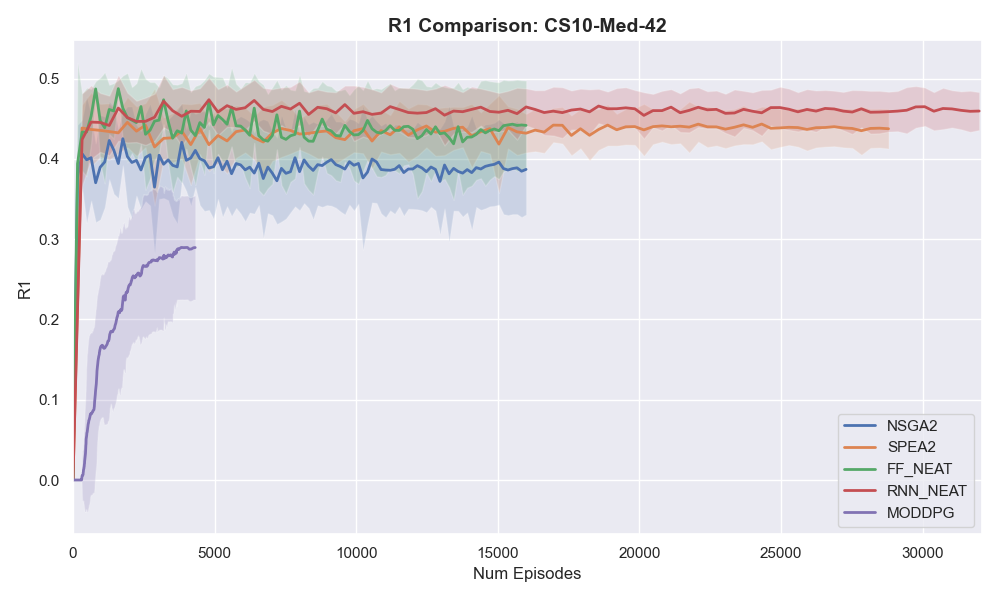 R1 Comparison: CS10-Med-42
R1
0.5
0.4
0.3
0.2
0.1
0.0
0 5000 10000 15000 20000 25000 30000
Num Episodes
NSGA2
SPEA2
FF_NEAT
RNN_NEAT
MODDPG